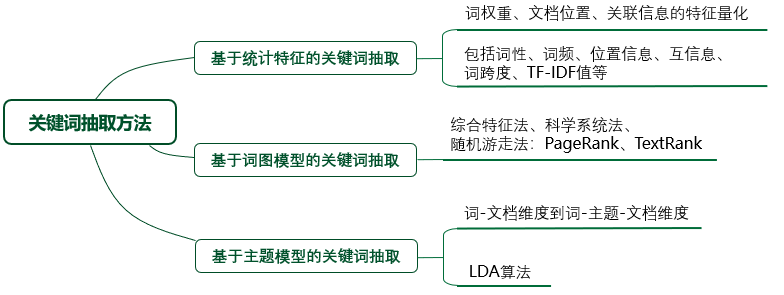 词权重、文档位置、关联信息的特征量化
基于统计特征的关键词抽取
包括词性、词频、位置信息、互信息、
词跨度、TF-IDF值等
关键词抽取方法
综合特征法、科学系统法、
随机游走法：PageRank、TextRank
基于词图模型的关键词抽取
词-文档维度到词-主题-文档维度
基于主题模型的关键词抽取
LDA算法